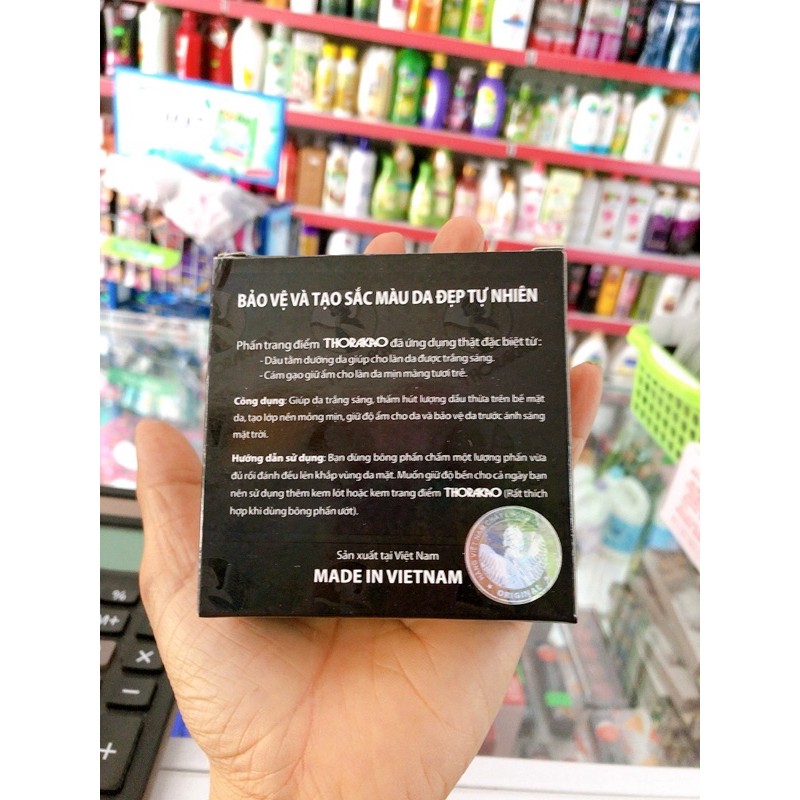 BẢO VỆ VÀ TẠO SẮC MÀU DA ĐẸP TỰ NHIÊN
Phấn trang điểm THORAKAO đã ứng dụng thật đặc biệt từ :
- Dâu tằm dưỡng da giúp cho làn da được trắng sáng.
- Cám gạo giữ ẩm cho làn da mịn màng tươi trẻ.
Công dụng: Giúp da trắng sáng, thấm hút lượng dầu thừa trên bề mặt
da, tạo lớp nền mỏng mịn, giữ độ ẩm cho da và bảo vệ da trước ánh sáng
mặt trời.
Hướng dẫn sử dụng: Bạn dùng bông phấn chấm một lượng phấn vừa
đủ rồi đánh đều lên khắp vùng da mặt. Muốn giữ độ bền cho cả ngày bạn
nên sử dụng thêm kem lót hoặc kem trang điểm THORAKAO (Rất thích
hợp khi dùng bông phấn ướt).
Sản xuất tại Việt Nam
MADE IN VIETNAM
ORIGINAL
%
M+
×
−
+